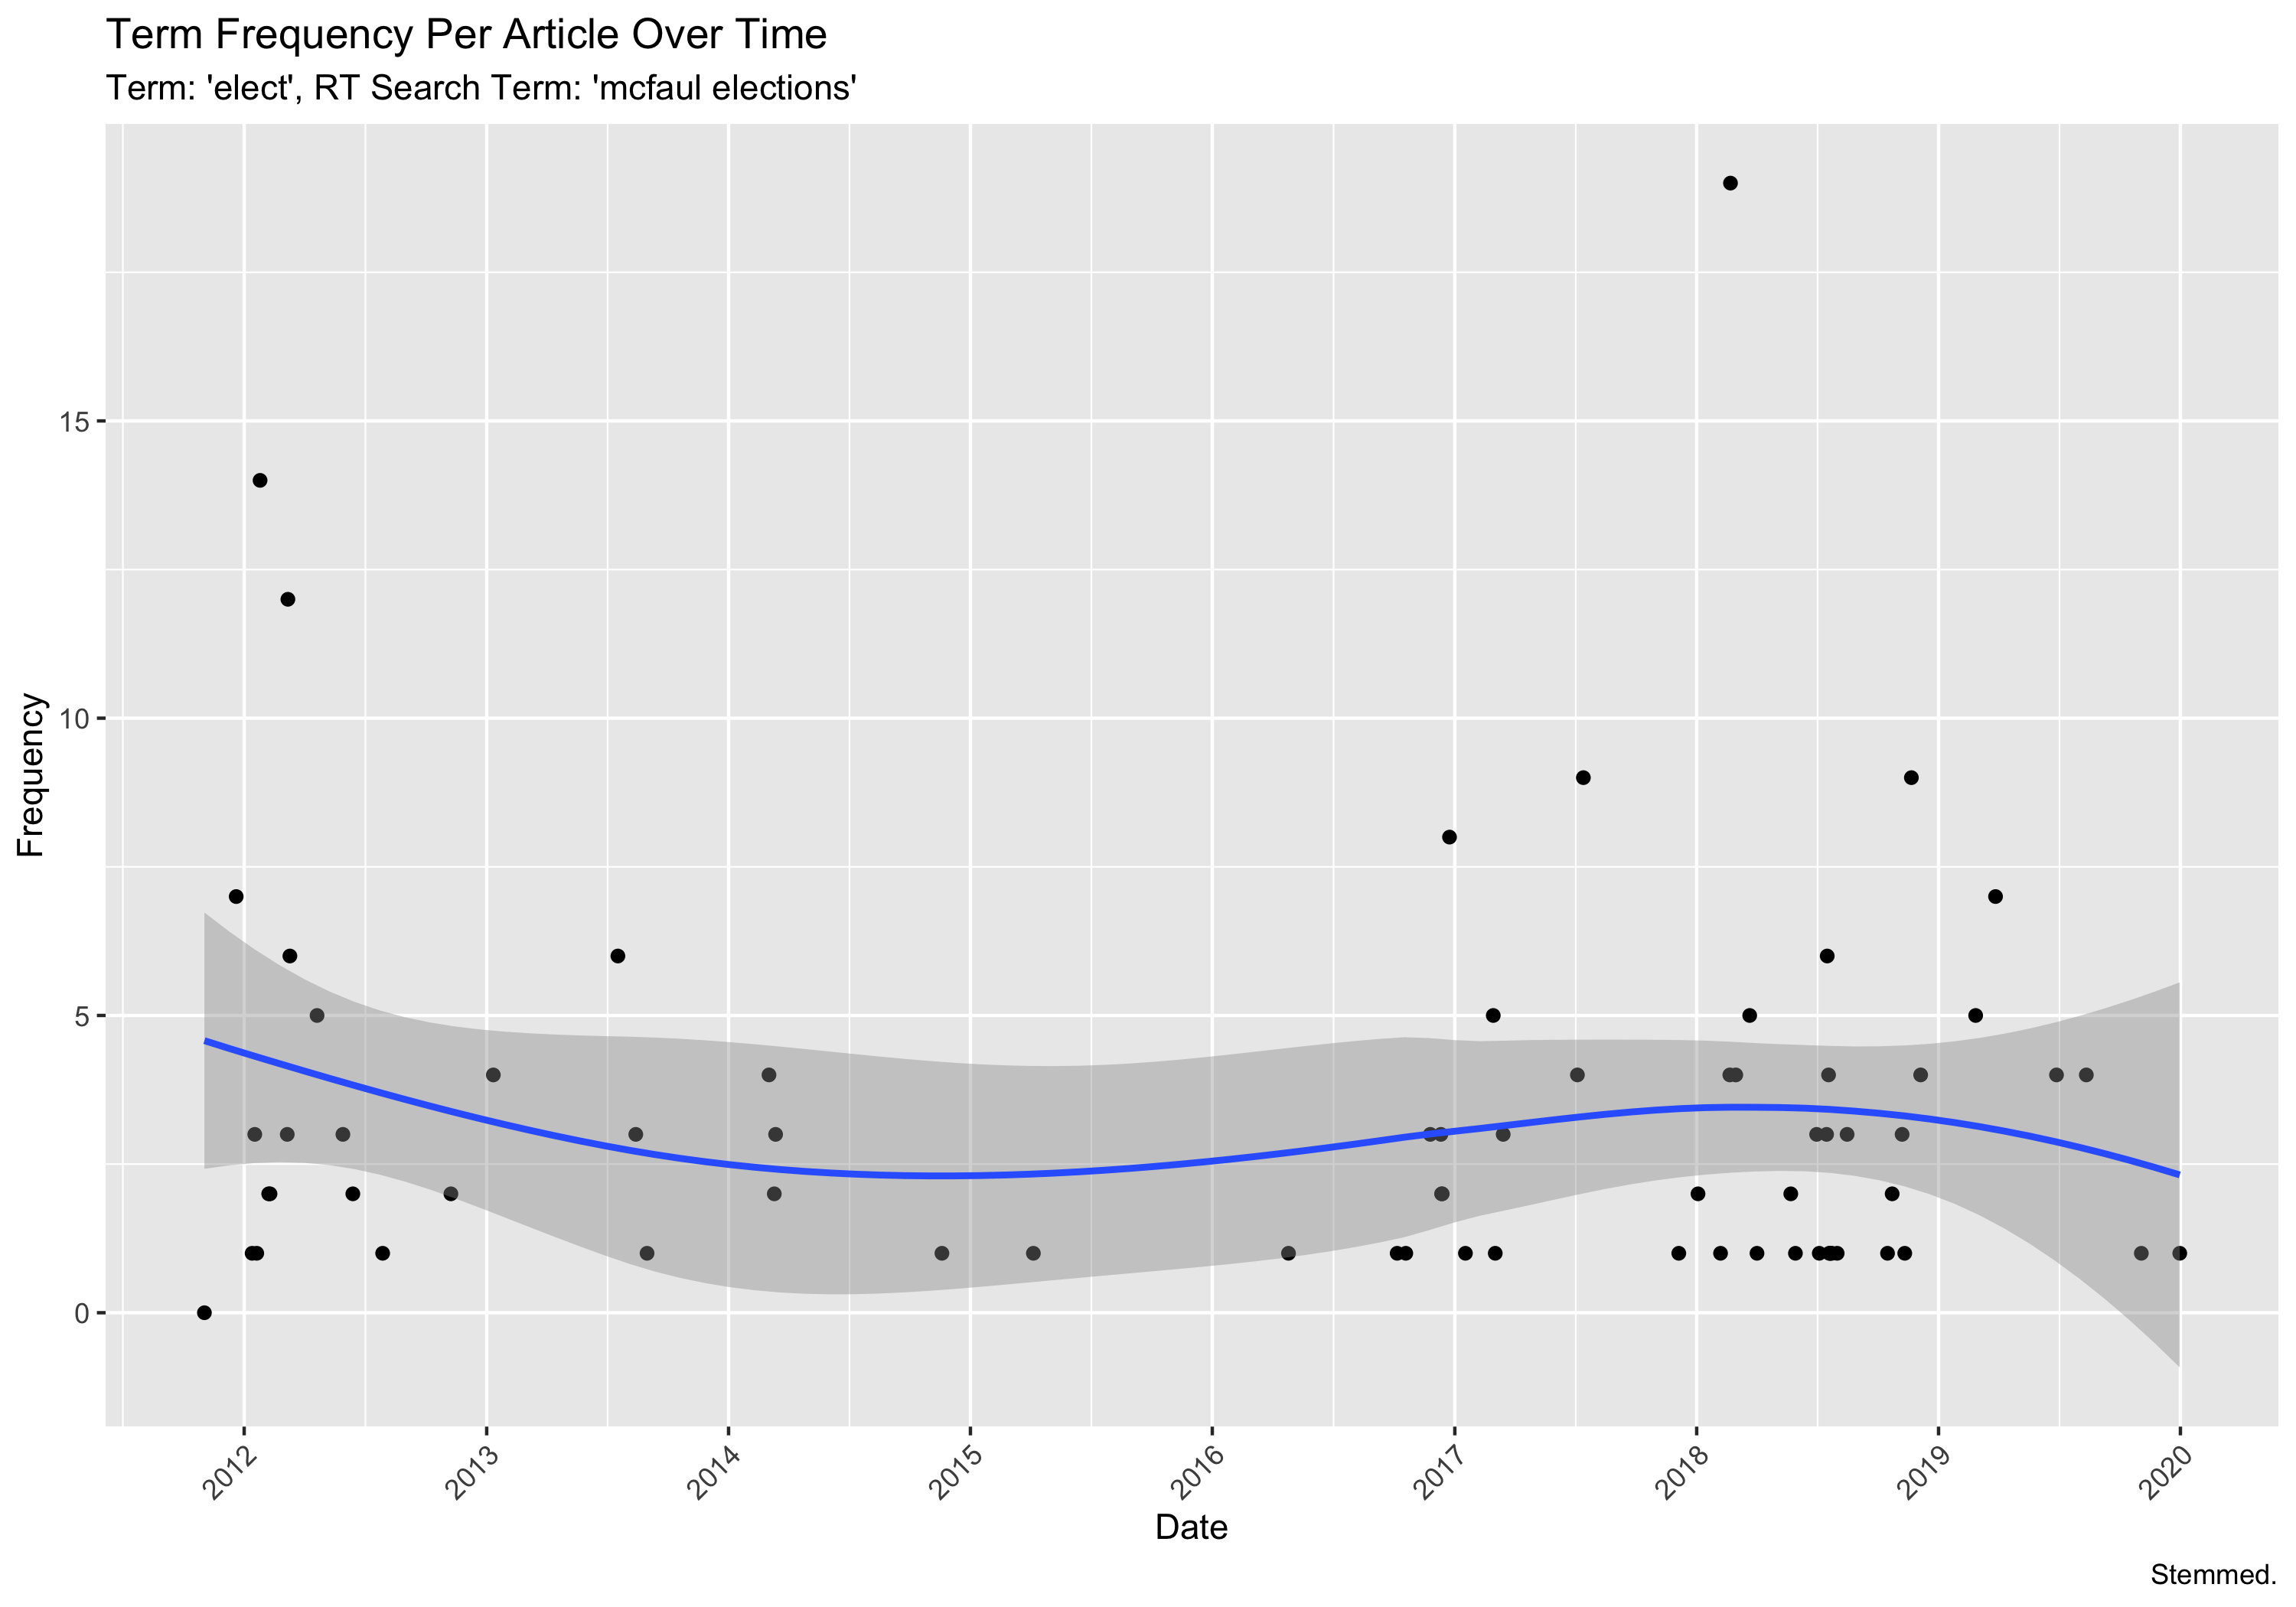 Term Frequency Per Article Over Time
Term: 'elect', RT Search Term: 'mcfaul elections'
Frequency
15
10
5
0
2012 2013 2014 2015 2016 2017 2018 2019 2020
Date
Stemmed.